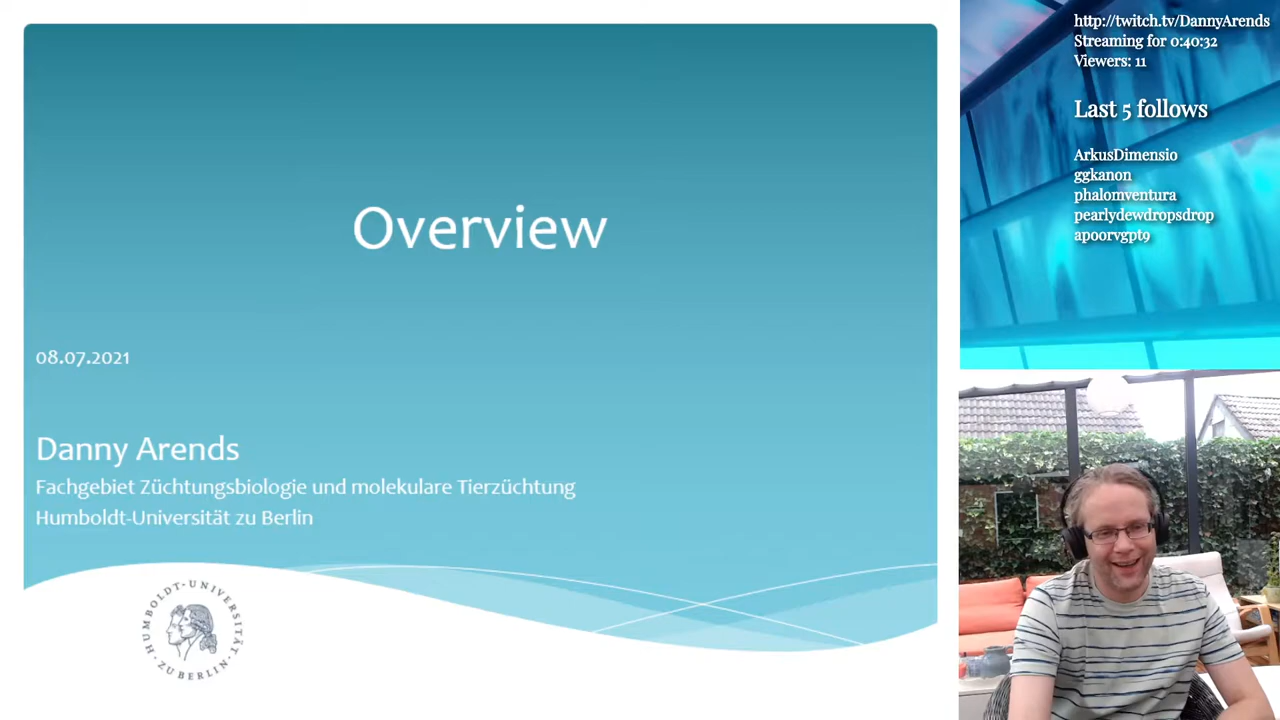 Overview
08.07.2021
Danny Arends
Fachgebiet Züchtungsbiologie und molekulare Tierzüchtung
Humboldt-Universität zu Berlin
HUMBOLDT-UNIVERSITÄT
ZU BERLIN
http://twitch.tv/DannyArends
Streaming for 0:40:32
Viewers: 11
Last 5 follows
ArkusDimensio
ggkanon
phalomventura
pearlydewdropsdrop
apoorvgpt9